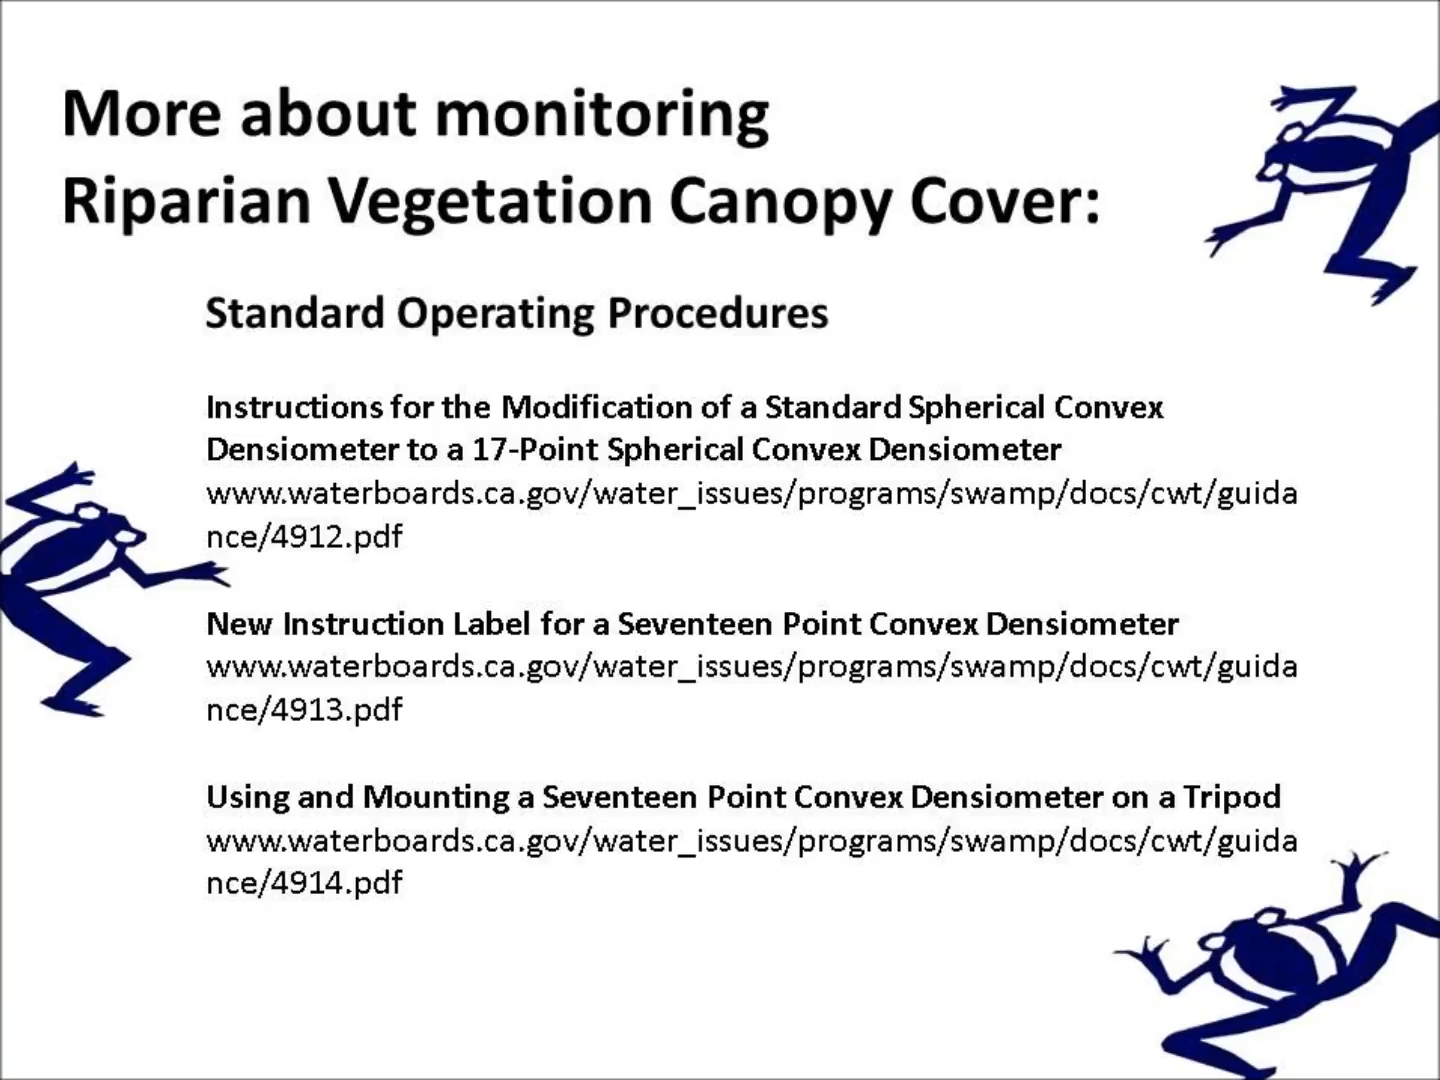 More about monitoring
Riparian Vegetation Canopy Cover:
Standard Operating Procedures
Instructions for the Modification of a Standard Spherical Convex
Densiometer to a 17-Point Spherical Convex Densiometer
www.waterboards.ca.gov/water_issues/programs/swamp/docs/cwt/guida
nce/4912.pdf
New Instruction Label for a Seventeen Point Convex Densiometer
www.waterboards.ca.gov/water_issues/programs/swamp/docs/cwt/guida
nce/4913.pdf
Using and Mounting a Seventeen Point Convex Densiometer on a Tripod
www.waterboards.ca.gov/water_issues/programs/swamp/docs/cwt/guida
nce/4914.pdf